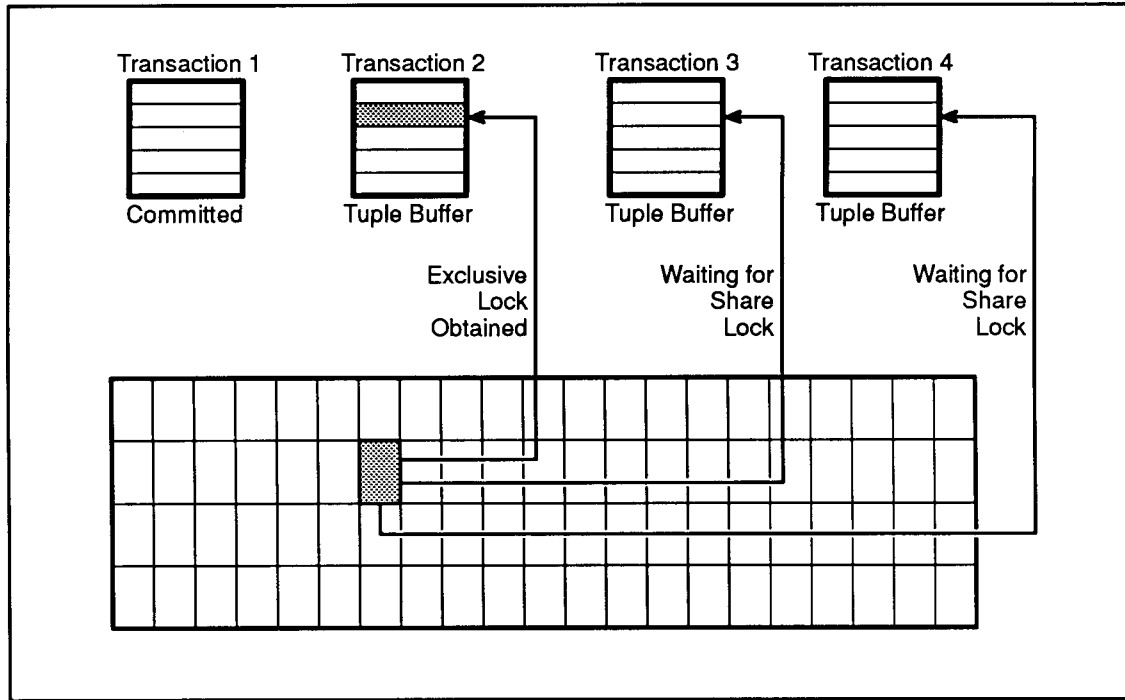 Transaction 1
Transaction 2
Transaction 3
Transaction 4
Committed
Tuple Buffer
Tuple Buffer
Tuple Buffer
Exclusive
Lock
Obtained
Waiting for
Share
Lock
Waiting for
Share
Lock